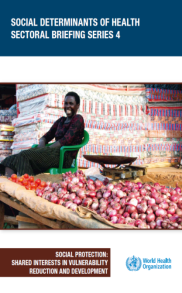 SOCIAL DETERMINANTS OF HEALTH
SECTORAL BRIEFING SERIES 4
SOCIAL PROTECTION:
SHARED INTERESTS IN VULNERABILITY
REDUCTION AND DEVELOPMENT
World Health
Organization